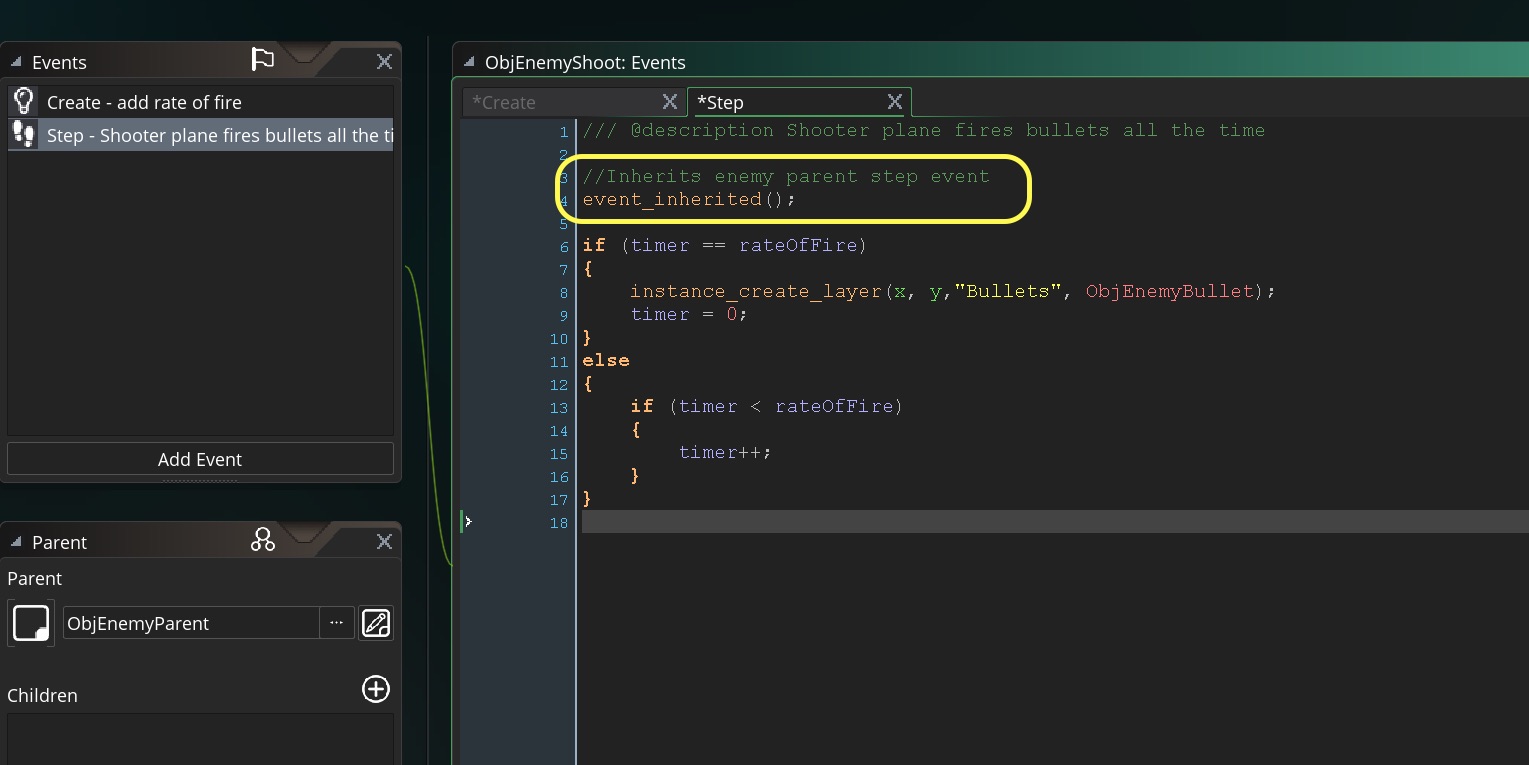 Events
Create - add rate of fire
Step - Shooter plane fires bullets all the ti
Add Event
Parent
Parent
ObjEnemyParent
...
Children
ObjEnemyShoot: Events
*Create
*Step
1 /// @description Shooter plane fires bullets all the time
2
3 //Inherits enemy parent step event
4 event_inherited();
5
6 if (timer == rateOfFire)
7 {
8 instance_create_layer(x, y,"Bullets", ObjEnemyBullet);
9 timer = 0;
10 }
11 else
12 {
13 if (timer < rateOfFire)
14 {
15 timer++;
16 }
17 }
18